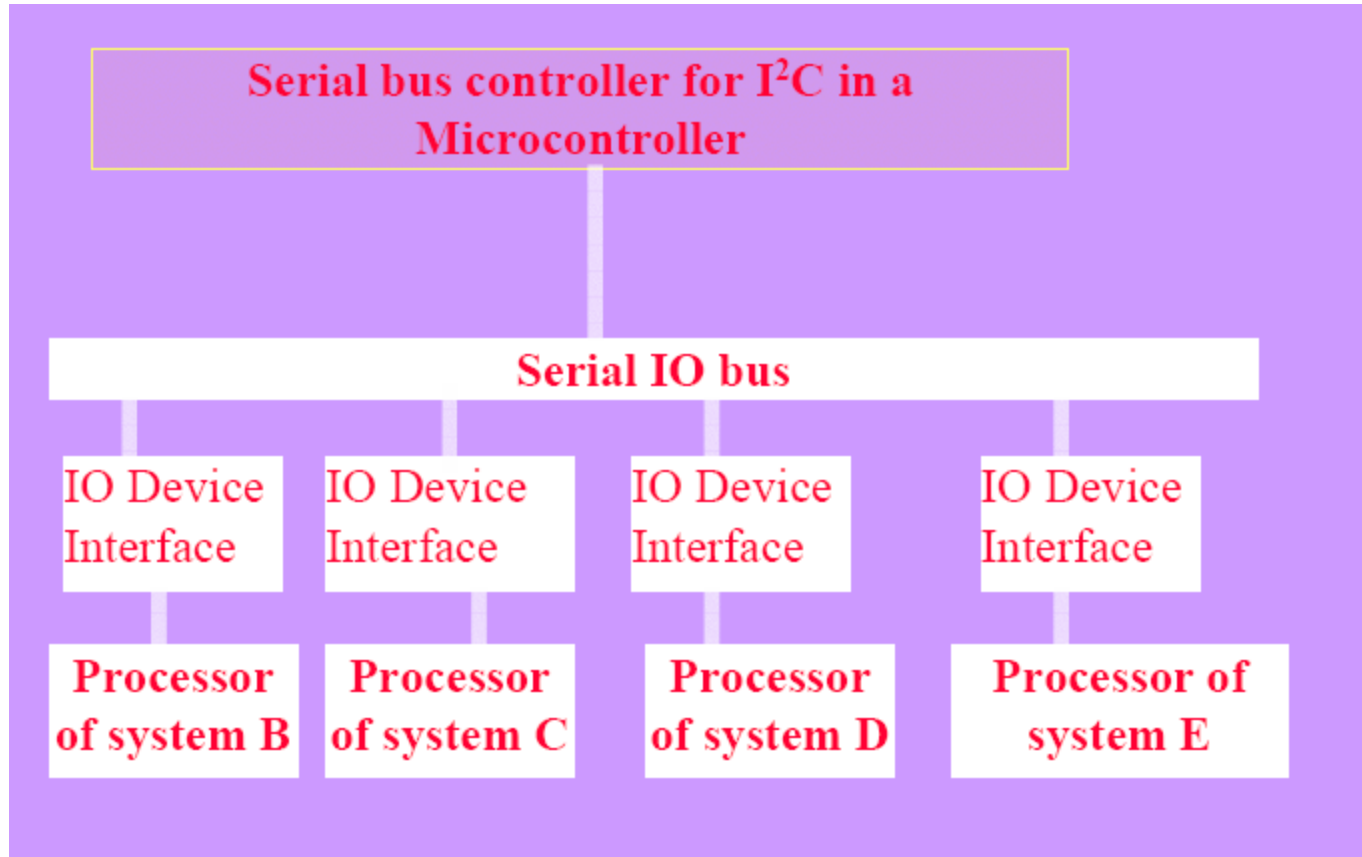 Serial bus controller for I²C in a
Microcontroller
Serial IO bus
IO Device
Interface
IO Device
Interface
IO Device
Interface
IO Device
Interface
Processor
of system B
Processor
of system C
Processor
of system D
Processor of
system E